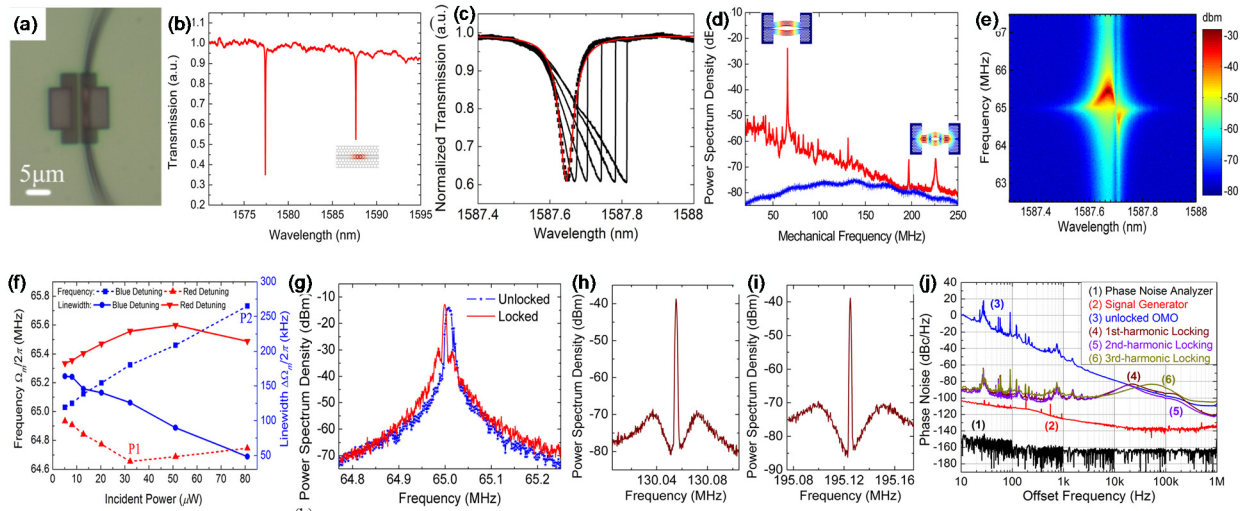 (a)
5μm
(b)
1.2
1.1
1.0
0.9
0.8
0.7
0.6
0.5
0.4
0.3
0.2
Transmission (a.u.)
1575 1580 1585 1590 1595
Wavelength (nm)
(c)
1.0
0.9
0.8
0.7
0.6
Normalized Transmission (a.u.)
1587.4 1587.6 1587.8 1588
Wavelength (nm)
(d)
-10
-20
-30
-40
-50
-60
-70
-80
Power Spectrum Density
50 100 150 200 250
Mechanical Frequency (MHz)
(e)
67
66
65
64
63
Frequency (MHz)
1587.4 1587.6 1587.8 1588
Wavelength (nm)
dbm
-30
-40
-50
-60
-70
-80
(f)
Frequency: Blue Detuning Red Detuning
Linewidth: Blue Detuning Red Detuning
P2
P1
65.8
65.6
65.4
65.2
65.0
64.8
64.6
Frequency Ωm/2π (MHz)
300
250
200
150
100
50
Linewidth ΔΩm/2π (kHz)
0 10 20 30 40 50 60 70 80
Incident Power (μW)
(g)
Unlocked
Locked
-10
-20
-30
-40
-50
-60
-70
Power Spectrum Density (dBm)
64.8 64.9 65.0 65.1 65.2
Frequency (MHz)
(h)
-40
-50
-60
-70
-80
Power Spectrum Density (dBm)
130.04 130.08
Frequency (MHz)
(i)
-40
-50
-60
-70
-80
-90
Power Spectrum Density (dBm)
195.08 195.12 195.16
Frequency (MHz)
(j)
(1) Phase Noise Analyzer
(2) Signal Generator
(3) unlocked OMO
(4) 1st-harmonic Locking
(5) 2nd-harmonic Locking
(6) 3rd-harmonic Locking
(3)
(4)
(6)
(5)
(2)
(1)
40
20
0
-20
-40
-60
-80
-100
-120
-140
-160
Phase Noise (dBc/Hz)
10 100 1k 10k 100k 1M
Offset Frequency (Hz)